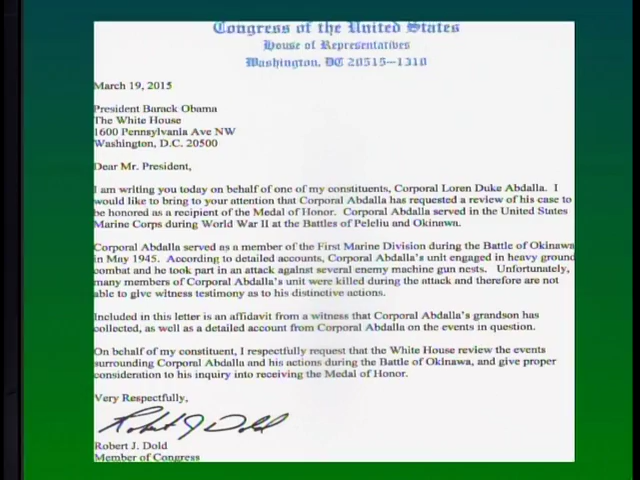 Congress of the United States
House of Representatives
Washington, DC 20515-1310
March 19, 2015
President Barack Obama
The White House
1600 Pennsylvania Ave NW
Washington, D.C. 20500
Dear Mr. President,
I am writing you today on behalf of one of my constituents, Corporal Loren Duke Abdalla. I
would like to bring to your attention that Corporal Abdalla has requested a review of his case to
be honored as a recipient of the Medal of Honor. Corporal Abdalla served in the United States
Marine Corps during World War II at the Battles of Peleliu and Okinawa.
Corporal Abdalla served as a member of the First Marine Division during the Battle of Okinawa
in May 1945. According to detailed accounts, Corporal Abdalla's unit engaged in heavy ground
combat and he took part in an attack against several enemy machine gun nests. Unfortunately,
many members of Corporal Abdalla's unit were killed during the attack and therefore are not
able to give witness testimony as to his distinctive actions.
Included in this letter is an affidavit from a witness that Corporal Abdalla's grandson has
collected, as well as a detailed account from Corporal Abdalla on the events in question.
On behalf of my constituent, I respectfully request that the White House review the events
surrounding Corporal Abdalla and his actions during the Battle of Okinawa, and give proper
consideration to his inquiry into receiving the Medal of Honor.
Very Respectfully,
Robert J Dold
Robert J. Dold
Member of Congress